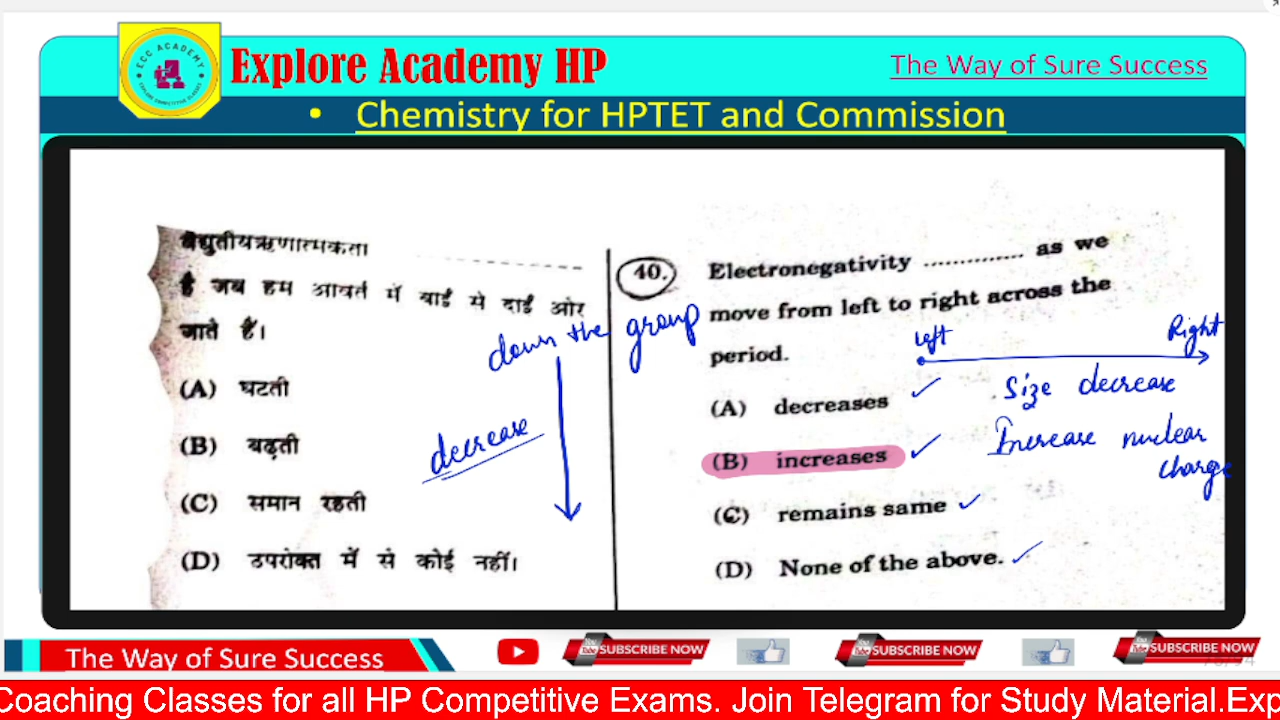 ECC ACADEMY
Explore Academy HP
The Way of Sure Success
• Chemistry for HPTET and Commission
वैद्युतीयऋणात्मकता ..............
है जब हम आवर्त में बाईं से दाईं ओर
जाते हैं।
(A) घटती
(B) बढ़ती
(C) समान रहती
(D) उपरोक्त में से कोई नहीं।
down the group
decrease
40. Electronegativity .............. as we
move from left to right across the
period.
(A) decreases
(B) increases
(C) remains same
(D) None of the above.
Left Right
Size decrease
Increase nuclear
charge
The Way of Sure Success
SUBSCRIBE NOW
SUBSCRIBE NOW
SUBSCRIBE NOW
Coaching Classes for all HP Competitive Exams. Join Telegram for Study Material.Exp